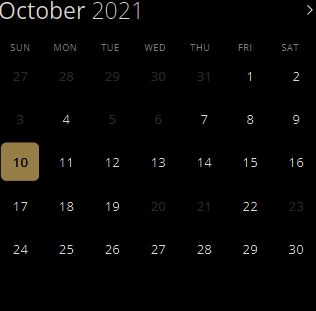 October 2021 >
SUN MON TUE WED THU FRI SAT
27 28 29 30 31 1 2
3 4 5 6 7 8 9
10 11 12 13 14 15 16
17 18 19 20 21 22 23
24 25 26 27 28 29 30